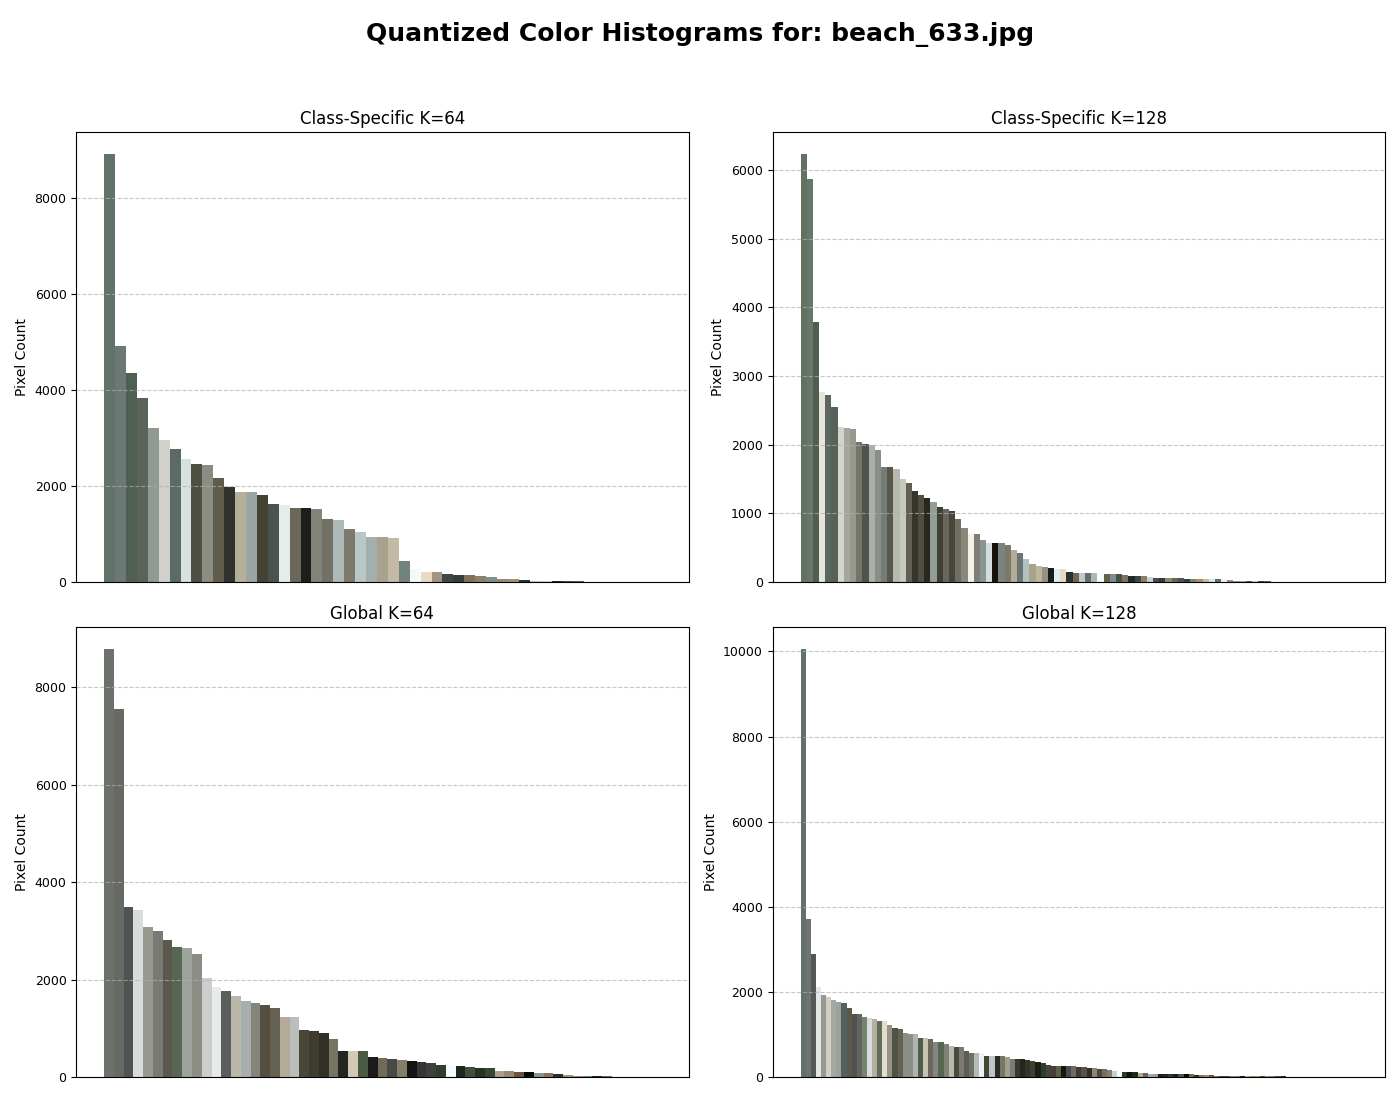 Quantized Color Histograms for: beach_633.jpg
Class-Specific K=64
Pixel Count
8000
6000
4000
2000
0
Class-Specific K=128
Pixel Count
6000
5000
4000
3000
2000
1000
0
Global K=64
Pixel Count
8000
6000
4000
2000
0
Global K=128
Pixel Count
10000
8000
6000
4000
2000
0